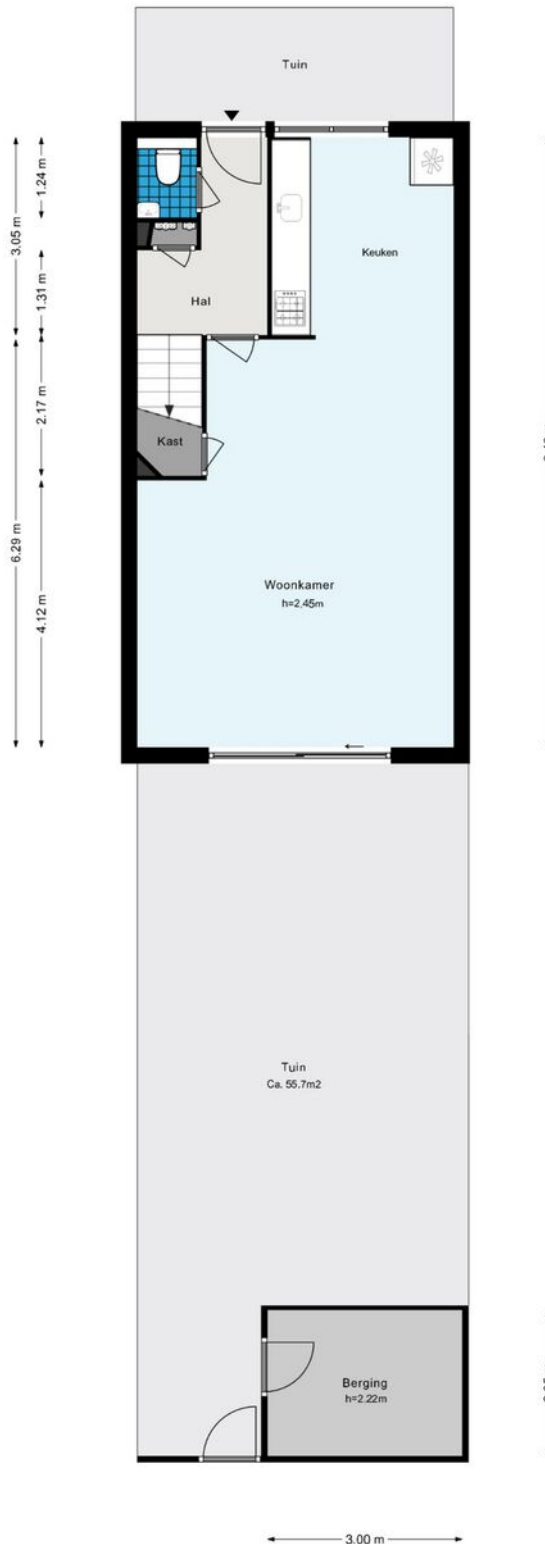 Tuin
1.24 m
3.05 m
Keuken
1.31 m
Hal
2.17 m
Kast
6.29 m
4.12 m
Woonkamer
h=2.45m
Tuin
Ca. 55.7m2
Berging
h=2.22m
3.00 m